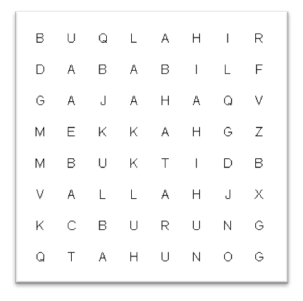 B U Q L A H I R
D A B A B I L F
G A J A H A Q V
M E K K A H G Z
M B U K T I D B
V A L L A H J X
K C B U R U N G
Q T A H U N O G